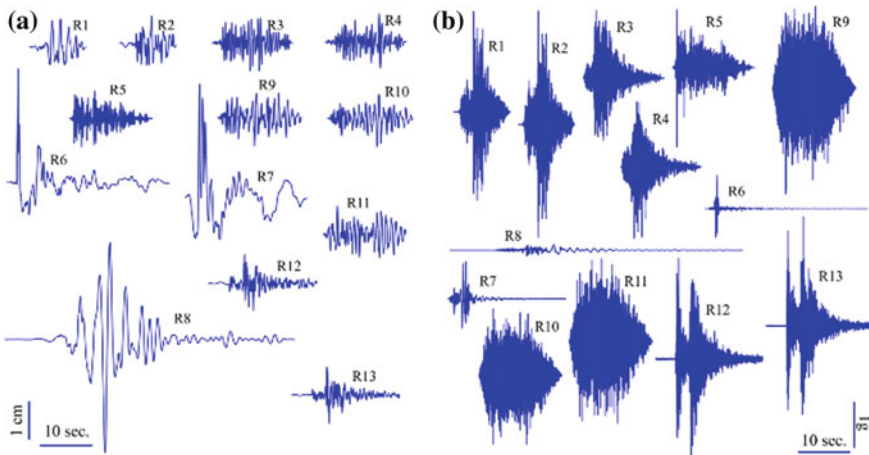 (a)
R1
R2
R3
R4
R5
R9
R10
R6
R7
R11
R12
R8
R13
1 cm
10 sec.
(b)
R1
R2
R3
R5
R9
R4
R6
R8
R7
R11
R13
R12
R10
1g
10 sec.